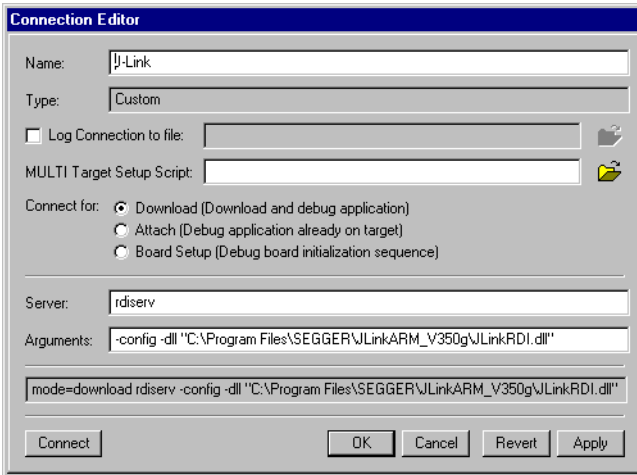 Connection Editor
Name: J-Link
Type: Custom
Log Connection to file:
MULTI Target Setup Script:
Connect for: Download (Download and debug application)
Attach (Debug application already on target)
Board Setup (Debug board initialization sequence)
Server: rdiserv
Arguments: -config -dll "C:\Program Files\SEGGER\JLinkARM_V350g\JLinkRDI.dll"
mode=download rdiserv -config -dll "C:\Program Files\SEGGER\JLinkARM_V350g\JLinkRDI.dll"
Connect OK Cancel Revert Apply